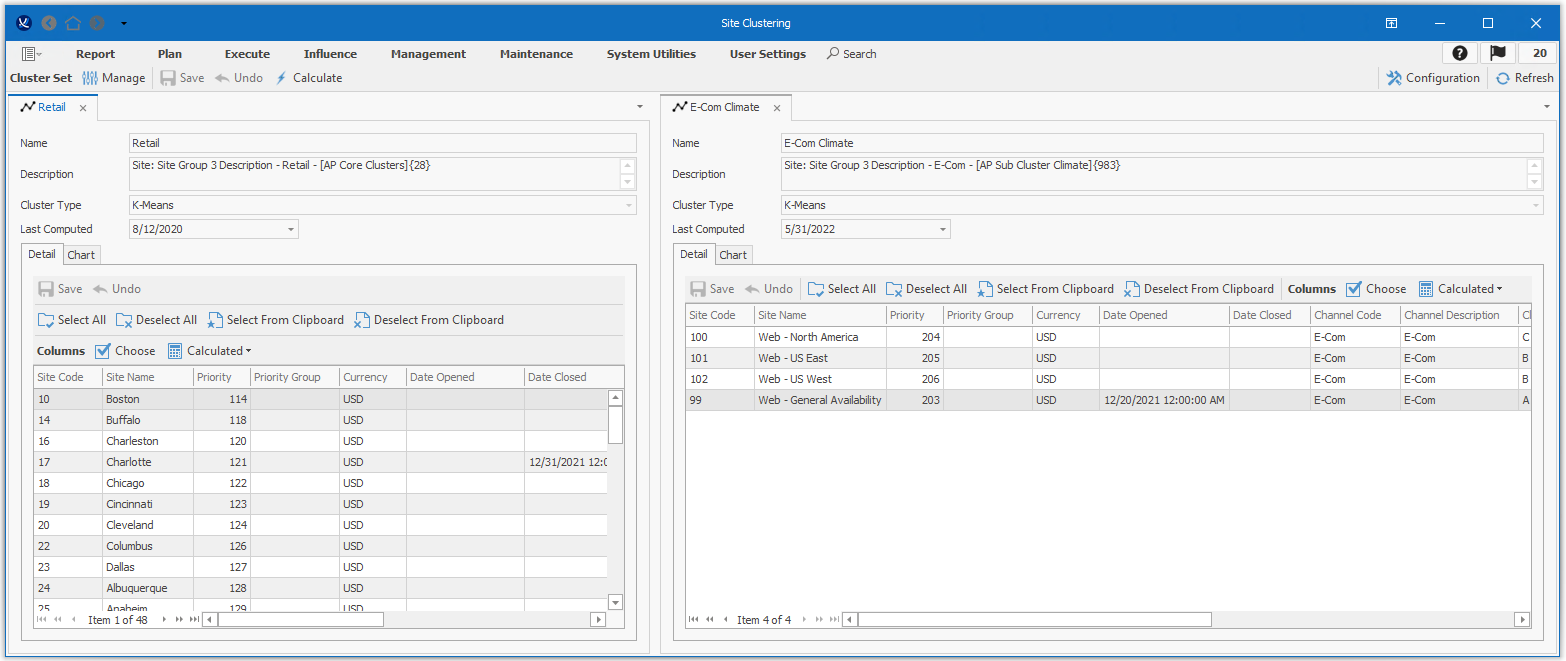 Site Clustering
Report Plan Execute Influence Management Maintenance System Utilities User Settings Search 20
Cluster Set Manage Save Undo Calculate Configuration Refresh
Retail
Name Retail
Description Site: Site Group 3 Description - Retail - [AP Core Clusters]{28}
Cluster Type K-Means
Last Computed 8/12/2020
Detail Chart
Save Undo
Select All Deselect All Select From Clipboard Deselect From Clipboard
Columns Choose Calculated
Site Code Site Name Priority Priority Group Currency Date Opened Date Closed
10 Boston 114 USD
14 Buffalo 118 USD
16 Charleston 120 USD
17 Charlotte 121 USD 12/31/2021 12:0
18 Chicago 122 USD
19 Cincinnati 123 USD
20 Cleveland 124 USD
22 Columbus 126 USD
23 Dallas 127 USD
24 Albuquerque 128 USD
25 Anaheim 129 USD
Item 1 of 48
E-Com Climate
Name E-Com Climate
Description Site: Site Group 3 Description - E-Com - [AP Sub Cluster Climate]{983}
Cluster Type K-Means
Last Computed 5/31/2022
Detail Chart
Save Undo Select All Deselect All Select From Clipboard Deselect From Clipboard Columns Choose Calculated
Site Code Site Name Priority Priority Group Currency Date Opened Date Closed Channel Code Channel Description Cl
100 Web - North America 204 USD E-Com E-Com C
101 Web - US East 205 USD E-Com E-Com B
102 Web - US West 206 USD E-Com E-Com B
99 Web - General Availability 203 USD 12/20/2021 12:00:00 AM E-Com E-Com A
Item 4 of 4